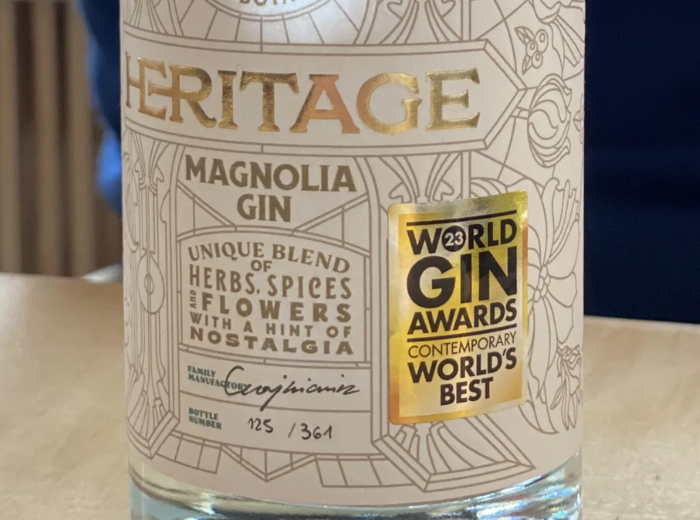 HERITAGE
MAGNOLIA
GIN
UNIQUE BLEND
OF
HERBS, SPICES
AND FLOWERS
WITH A HINT OF
NOSTALGIA
FAMILY
MANUFACTORY
BOTTLE
NUMBER
125 / 361
W23RLD
GIN
AWARDS
CONTEMPORARY
WORLD'S
BEST